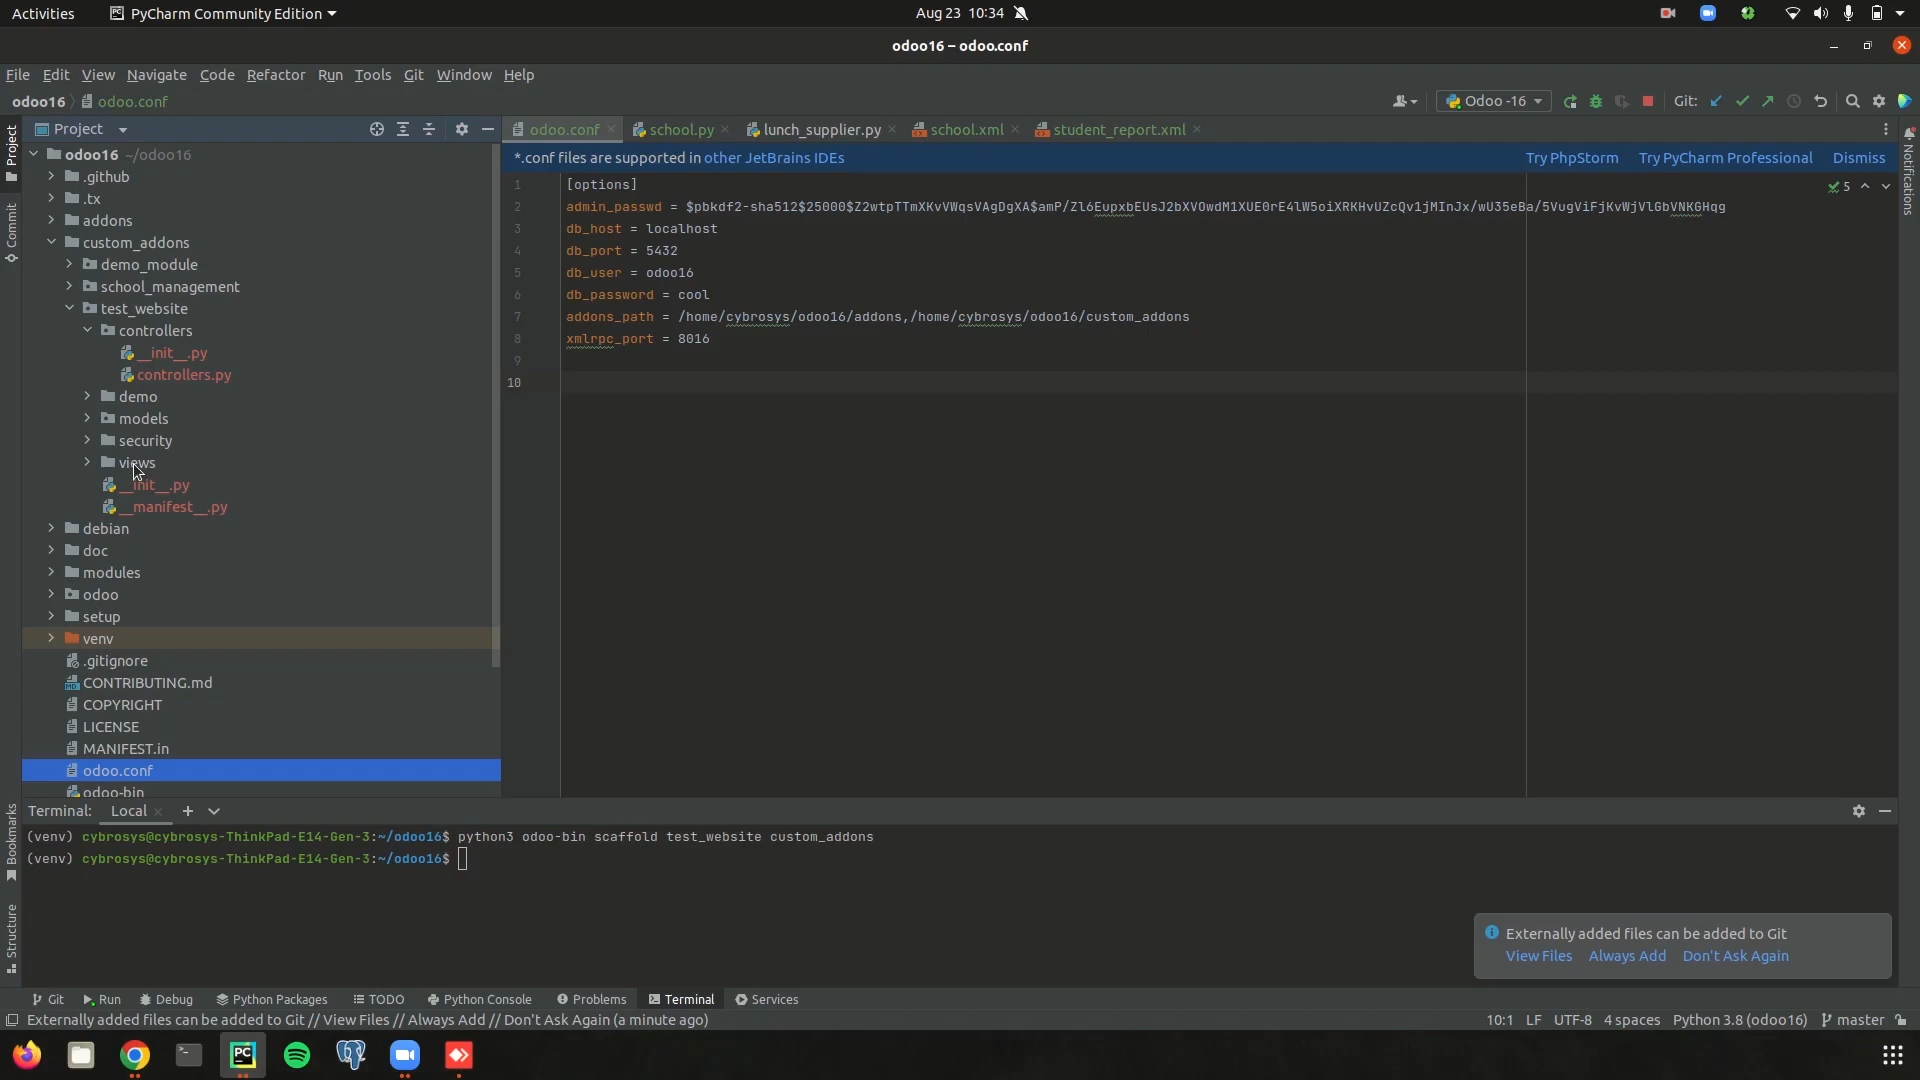 Activities PyCharm Community Edition Aug 23 10:34
odoo16 – odoo.conf
File Edit View Navigate Code Refactor Run Tools Git Window Help
odoo16 odoo.conf Odoo -16 Git:
Project
odoo.conf school.py lunch_supplier.py school.xml student_report.xml
*.conf files are supported in other JetBrains IDEs Try PhpStorm Try PyCharm Professional Dismiss
Project
Commit
Bookmarks
Structure
Notifications
odoo16 ~/odoo16
.github
.tx
addons
custom_addons
demo_module
school_management
test_website
controllers
__init__.py
controllers.py
demo
models
security
views
__init__.py
__manifest__.py
debian
doc
modules
odoo
setup
venv
.gitignore
CONTRIBUTING.md
COPYRIGHT
LICENSE
MANIFEST.in
odoo.conf
odoo-bin
5
1 [options]
2 admin_passwd = $pbkdf2-sha512$25000$Z2wtpTTmXKvVWqsVAgDgXA$amP/Zl6EupxbEUsJ2bXVOwdM1XUE0rE4lW5oiXRKHvUZcQv1jMInJx/wU35eBa/5VugViFjKvWjVlGbVNKGHqg
3 db_host = localhost
4 db_port = 5432
5 db_user = odoo16
6 db_password = cool
7 addons_path = /home/cybrosys/odoo16/addons,/home/cybrosys/odoo16/custom_addons
8 xmlrpc_port = 8016
9
10
Terminal: Local
(venv) cybrosys@cybrosys-ThinkPad-E14-Gen-3:~/odoo16$ python3 odoo-bin scaffold test_website custom_addons
(venv) cybrosys@cybrosys-ThinkPad-E14-Gen-3:~/odoo16$
Externally added files can be added to Git
View Files Always Add Don't Ask Again
Git Run Debug Python Packages TODO Python Console Problems Terminal Services
Externally added files can be added to Git // View Files // Always Add // Don't Ask Again (a minute ago) 10:1 LF UTF-8 4 spaces Python 3.8 (odoo16) master
PC